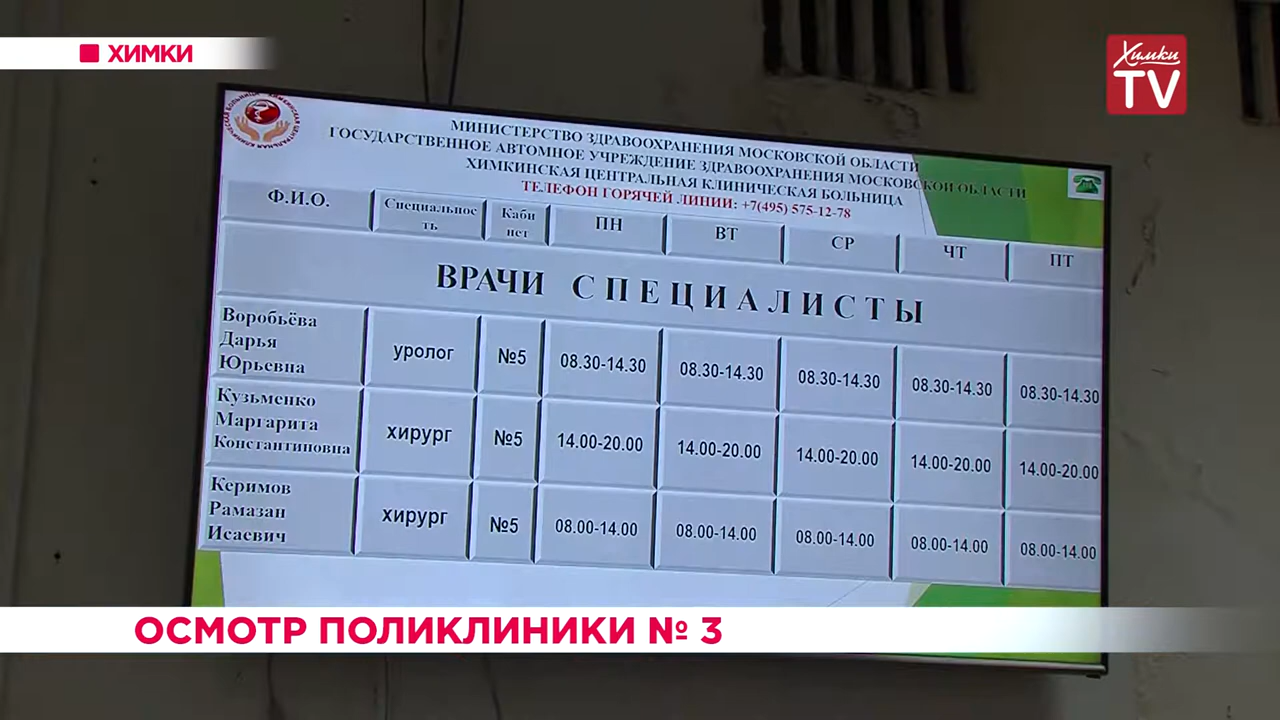 ХИМКИ
Химки
TV
МИНИСТЕРСТВО ЗДРАВООХРАНЕНИЯ МОСКОВСКОЙ ОБЛАСТИ
ГОСУДАРСТВЕННОЕ АВТОМНОЕ УЧРЕЖДЕНИЕ ЗДРАВООХРАНЕНИЯ МОСКОВСКОЙ ОБЛАСТИ
ХИМКИНСКАЯ ЦЕНТРАЛЬНАЯ КЛИНИЧЕСКАЯ БОЛЬНИЦА
ТЕЛЕФОН ГОРЯЧЕЙ ЛИНИИ: +7(495) 575-12-78
Ф.И.О. Специальнос ть Каби нет ПН ВТ СР ЧТ ПТ
ВРАЧИ СПЕЦИАЛИСТЫ
Воробьёва
Дарья
Юрьевна
уролог №5 08.30-14.30 08.30-14.30 08.30-14.30 08.30-14.30 08.30-14.30
Кузьменко
Маргарита
Константиновна
хирург №5 14.00-20.00 14.00-20.00 14.00-20.00 14.00-20.00 14.00-20.00
Керимов
Рамазан
Исаевич
хирург №5 08.00-14.00 08.00-14.00 08.00-14.00 08.00-14.00 08.00-14.00
ОСМОТР ПОЛИКЛИНИКИ № 3